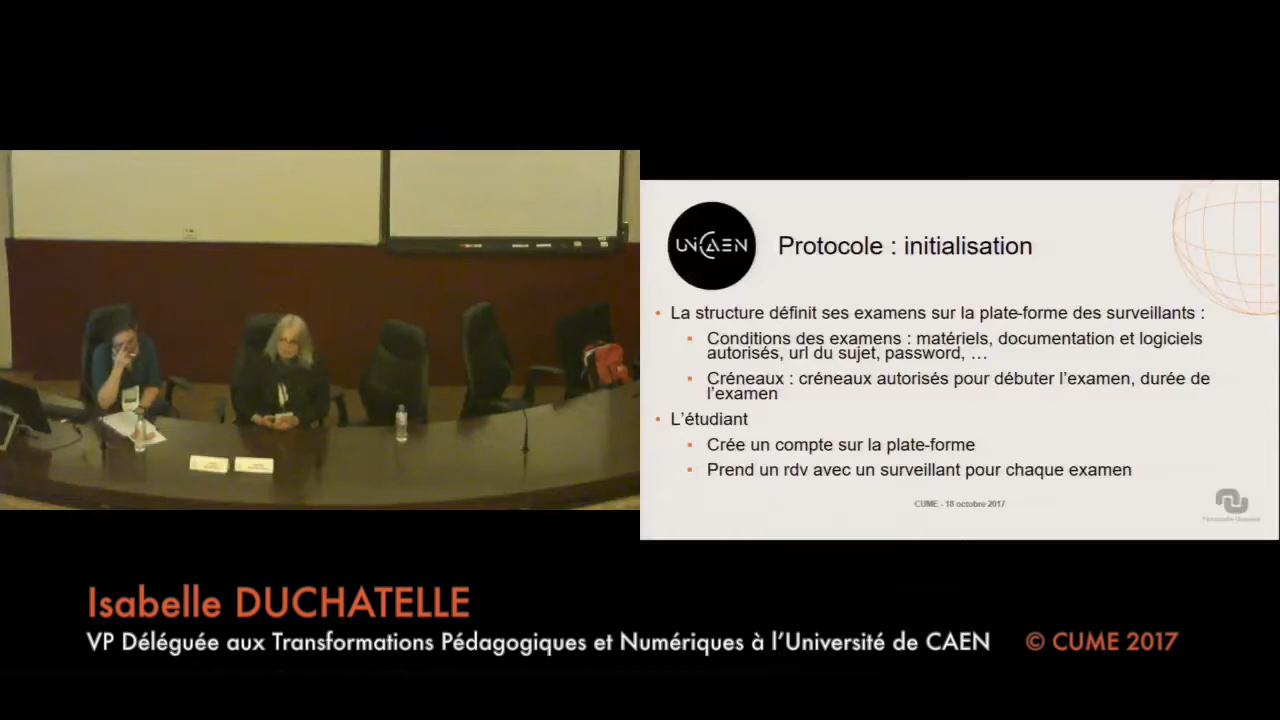 UNICAEN
Protocole : initialisation
La structure définit ses examens sur la plate-forme des surveillants :
Conditions des examens : matériels, documentation et logiciels
autorisés, url du sujet, password, …
Créneaux : créneaux autorisés pour débuter l’examen, durée de
l’examen
L’étudiant
Crée un compte sur la plate-forme
Prend un rdv avec un surveillant pour chaque examen
CUME - 18 octobre 2017
Isabelle DUCHATELLE
VP Déléguée aux Transformations Pédagogiques et Numériques à l’Université de CAEN © CUME 2017